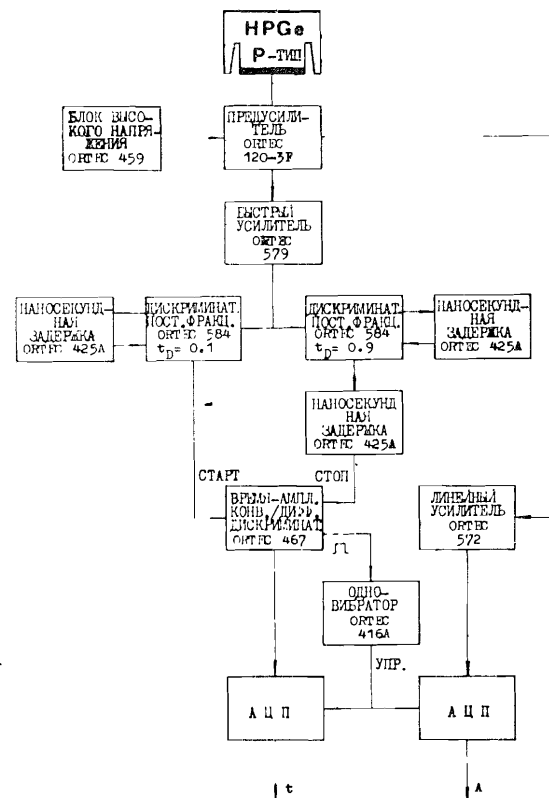 HPGe
P-ТИП
БЛОК ВЫСО-
КОГО НАПРЯ-
ЖЕНИЯ
ORTEC 459
ПРЕДУСИЛИ-
ТЕЛЬ
ORTEC
120-3F
БЫСТРЫЙ
УСИЛИТЕЛЬ
ORTEC
579
НАНОСЕКУНД-
НАЯ
ЗАДЕРЖКА
ORTEC 425A
ДИСКРИМИНАТ.
ПОСТ.ФРАКЦ.
ORTEC 584
t_D= 0.1
ДИСКРИМИНАТ.
ПОСТ.ФРАКЦ.
ORTEC 584
t_D= 0.9
НАНОСЕКУНД-
НАЯ
ЗАДЕРЖКА
ORTEC 425A
НАНОСЕКУНД
НАЯ
ЗАДЕРЖКА
ORTEC 425A
СТАРТ
СТОП
ВРЕМЯ-АМПЛ.
КОНВ./ДИФФ.
ДИСКРИМИНАТ.
ORTEC 467
ЛИНЕЙНЫЙ
УСИЛИТЕЛЬ
ORTEC
572
ОДНО-
ВИБРАТОР
ORTEC
416A
УПР.
А Ц П
А Ц П
t
A